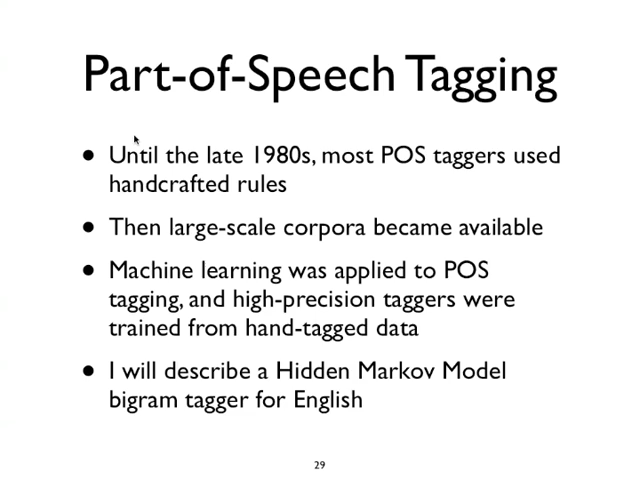 Part-of-Speech Tagging
• Until the late 1980s, most POS taggers used
handcrafted rules
• Then large-scale corpora became available
• Machine learning was applied to POS
tagging, and high-precision taggers were
trained from hand-tagged data
• I will describe a Hidden Markov Model
bigram tagger for English
29